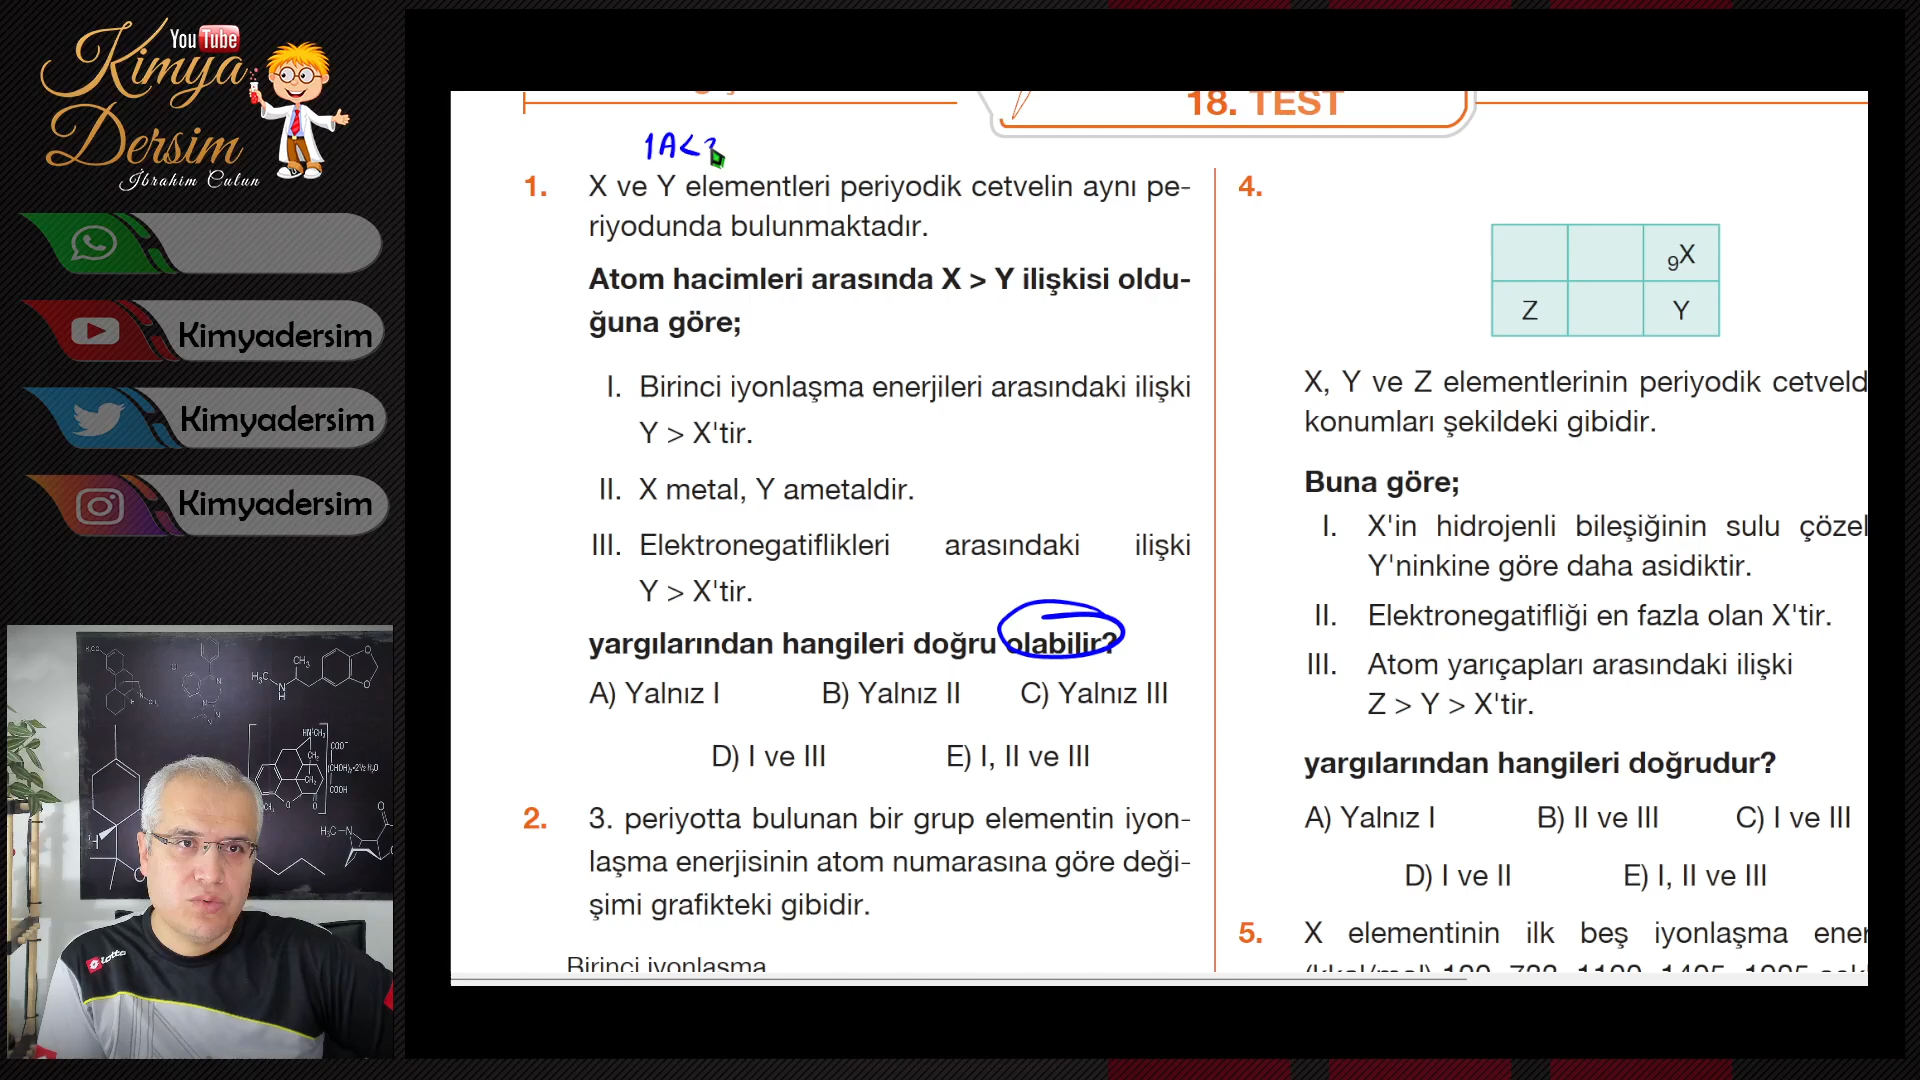 You Tube
Kimya
Dersim
İbrahim Culun
Kimyadersim
Kimyadersim
Kimyadersim
18. TEST
1A<
1. X ve Y elementleri periyodik cetvelin aynı pe-
riyodunda bulunmaktadır.
Atom hacimleri arasında X > Y ilişkisi oldu-
ğuna göre;
I. Birinci iyonlaşma enerjileri arasındaki ilişki
Y > X'tir.
II. X metal, Y ametaldir.
III. Elektronegatiflikleri arasındaki ilişki
Y > X'tir.
yargılarından hangileri doğru olabilir?
A) Yalnız I B) Yalnız II C) Yalnız III
D) I ve III E) I, II ve III
2. 3. periyotta bulunan bir grup elementin iyon-
laşma enerjisinin atom numarasına göre deği-
şimi grafikteki gibidir.
Birinci iyonlaşma
4.
9X
Z Y
X, Y ve Z elementlerinin periyodik cetveld
konumları şekildeki gibidir.
Buna göre;
I. X'in hidrojenli bileşiğinin sulu çözel
Y'ninkine göre daha asidiktir.
II. Elektronegatifliği en fazla olan X'tir.
III. Atom yarıçapları arasındaki ilişki
Z > Y > X'tir.
yargılarından hangileri doğrudur?
A) Yalnız I B) II ve III C) I ve III
D) I ve II E) I, II ve III
5. X elementinin ilk beş iyonlaşma ener
lotto